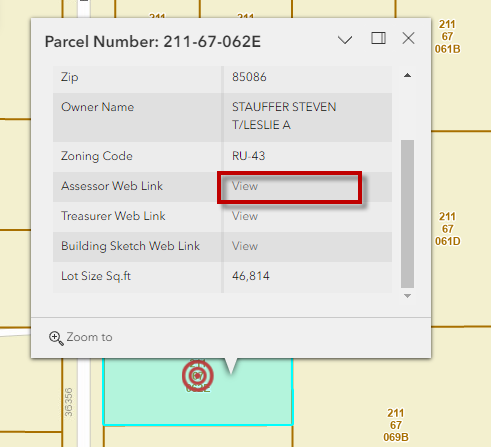 211
211
67
061B
Parcel Number: 211-67-062E
Zip 85086
Owner Name STAUFFER STEVEN
T/LESLIE A
Zoning Code RU-43
Assessor Web Link View
Treasurer Web Link View
Building Sketch Web Link View
Lot Size Sq.ft 46,814
211
67
061D
Zoom to
211
062E
36356
211
67
069B